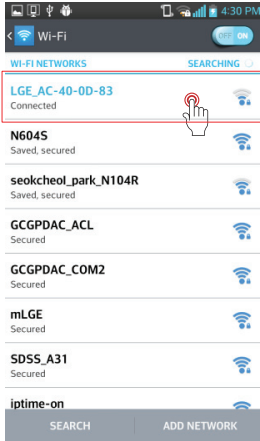 4:30 PM
Wi-Fi
OFF ON
WI-FI NETWORKS SEARCHING
LGE_AC-40-0D-83
Connected
N604S
Saved, secured
seokcheol_park_N104R
Saved, secured
GCGPDAC_ACL
Secured
GCGPDAC_COM2
Secured
mLGE
Secured
SDSS_A31
Secured
iptime-on
SEARCH ADD NETWORK